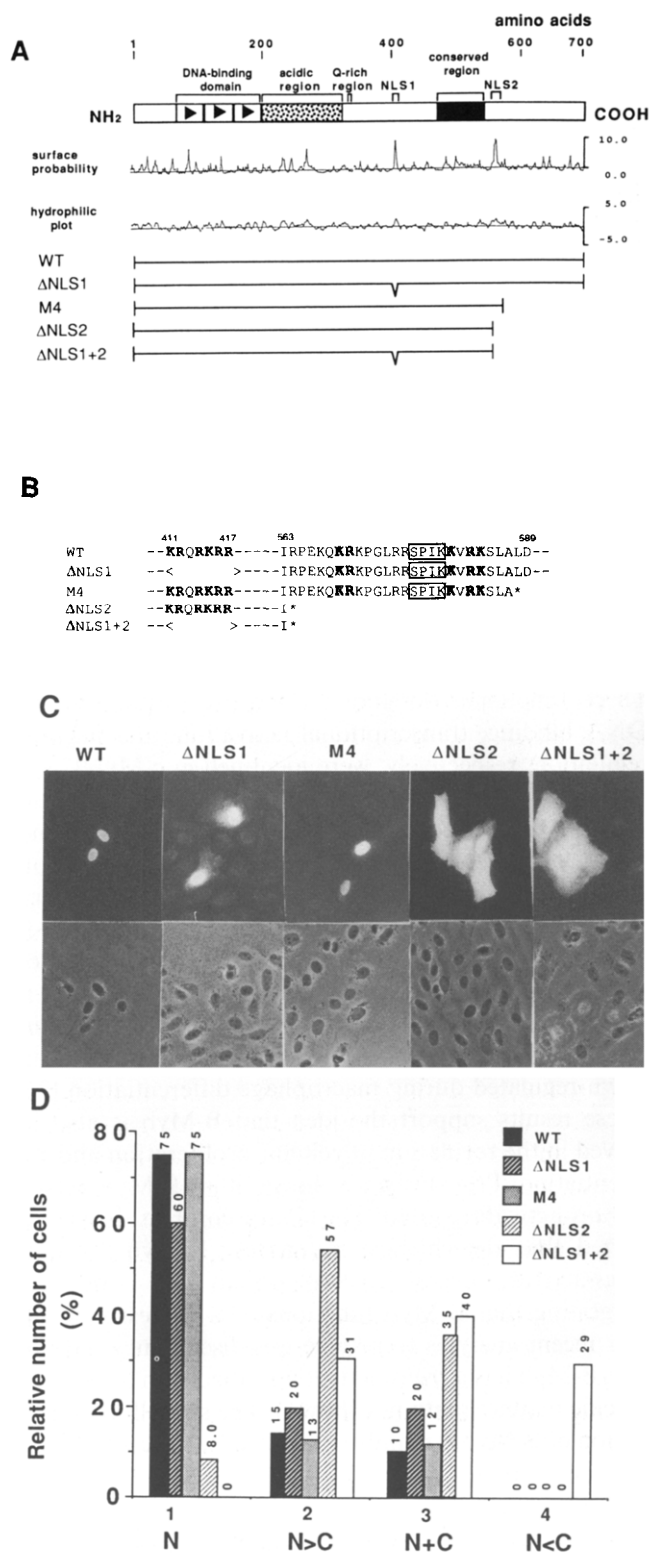 amino acids
A
1 200 400 600 700
DNA-binding domain
acidic region
Q-rich region
NLS1
conserved region
NLS2
NH2
COOH
surface probability
10.0
0.0
hydrophilic plot
5.0
-5.0
WT
ΔNLS1
M4
ΔNLS2
ΔNLS1+2
B
411 417 563 589
WT --KRQRKRR-----IRPEKQKRKPGLRRSPIKKVRKSLALD--
ΔNLS1 --< >----IRPEKQKRKPGLRRSPIKKVRKSLALD--
M4 --KRQRKRR-----IRPEKQKRKPGLRRSPIKKVRKSLA*
ΔNLS2 --KRQRKRR-----I*
ΔNLS1+2 --< >----I*
C
WT ΔNLS1 M4 ΔNLS2 ΔNLS1+2
D
Relative number of cells (%)
80
60
40
20
0
75 60 75 8.0 0
15 20 13 57 31
10 20 12 35 40
0 0 0 0 29
WT
ΔNLS1
M4
ΔNLS2
ΔNLS1+2
1 2 3 4
N N>C N+C N<C